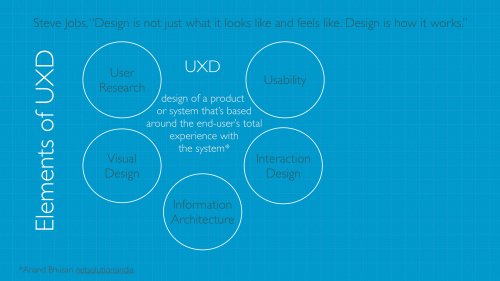 Steve Jobs, "Design is not just what it looks like and feels like. Design is how it works."
Elements of UXD
User
Research
UXD
Usability
design of a product
or system that's based
around the end-user's total
experience with
the system*
Visual
Design
Interaction
Design
Information
Architecture
*Anand Bhusan netsolutionsindia